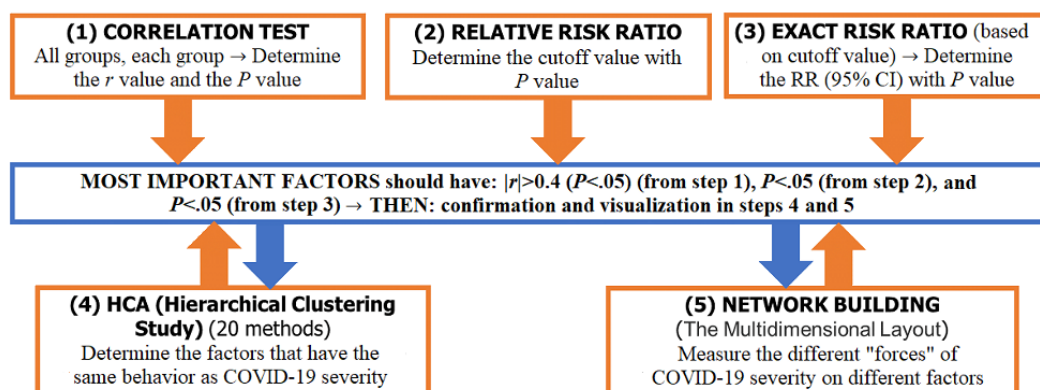 (1) CORRELATION TEST
All groups, each group → Determine
the r value and the P value
(2) RELATIVE RISK RATIO
Determine the cutoff value with
P value
(3) EXACT RISK RATIO (based
on cutoff value) → Determine
the RR (95% CI) with P value
MOST IMPORTANT FACTORS should have: |r|>0.4 (P<.05) (from step 1), P<.05 (from step 2), and
P<.05 (from step 3) → THEN: confirmation and visualization in steps 4 and 5
(4) HCA (Hierarchical Clustering
Study) (20 methods)
Determine the factors that have the
same behavior as COVID-19 severity
(5) NETWORK BUILDING
(The Multidimensional Layout)
Measure the different "forces" of
COVID-19 severity on different factors